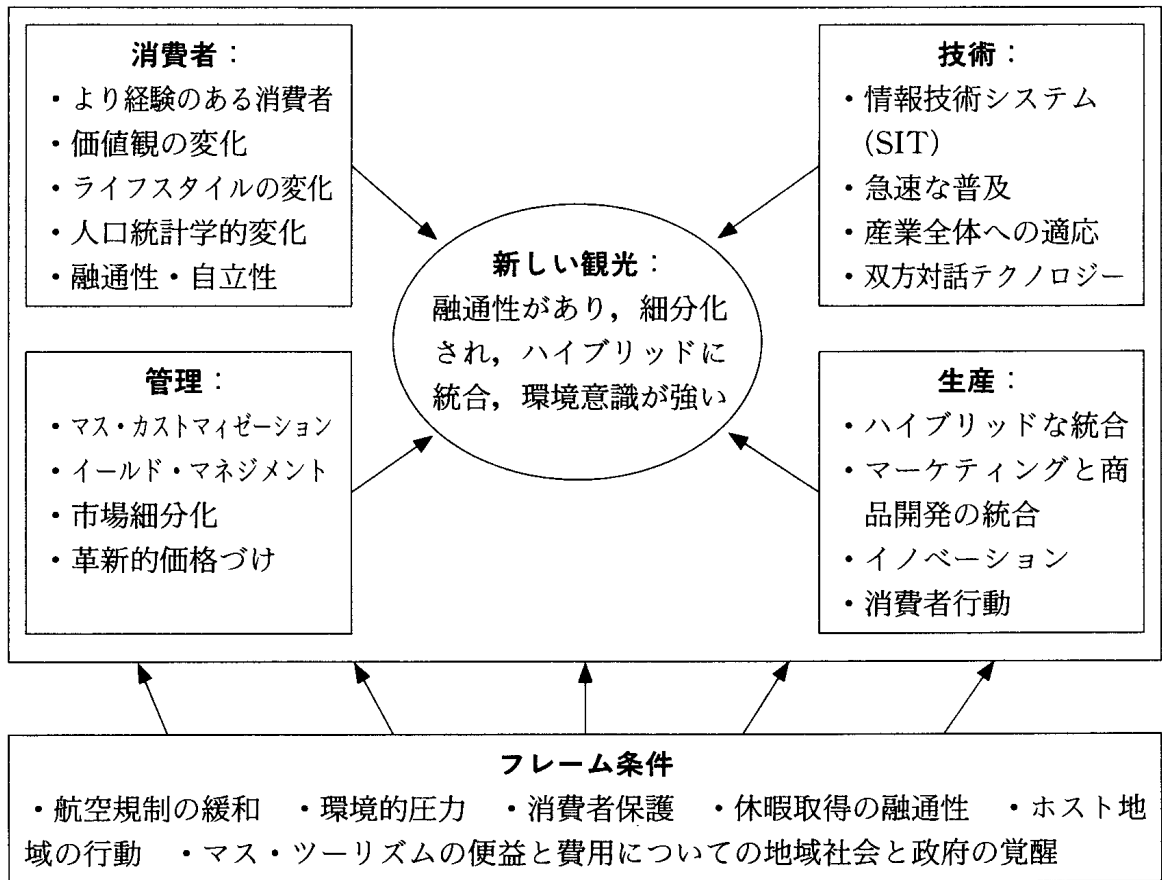 消費者：
・より経験のある消費者
・価値観の変化
・ライフスタイルの変化
・人口統計学的変化
・融通性・自立性
技術：
・情報技術システム
(SIT)
・急速な普及
・産業全体への適応
・双方対話テクノロジー
新しい観光：
融通性があり，細分化
され，ハイブリッドに
統合，環境意識が強い
管理：
・マス・カストマィゼーション
・イールド・マネジメント
・市場細分化
・革新的価格づけ
生産：
・ハイブリッドな統合
・マーケティングと商
品開発の統合
・イノベーション
・消費者行動
フレーム条件
・航空規制の緩和　・環境的圧力　・消費者保護　・休暇取得の融通性　・ホスト地
域の行動　・マス・ツーリズムの便益と費用についての地域社会と政府の覚醒